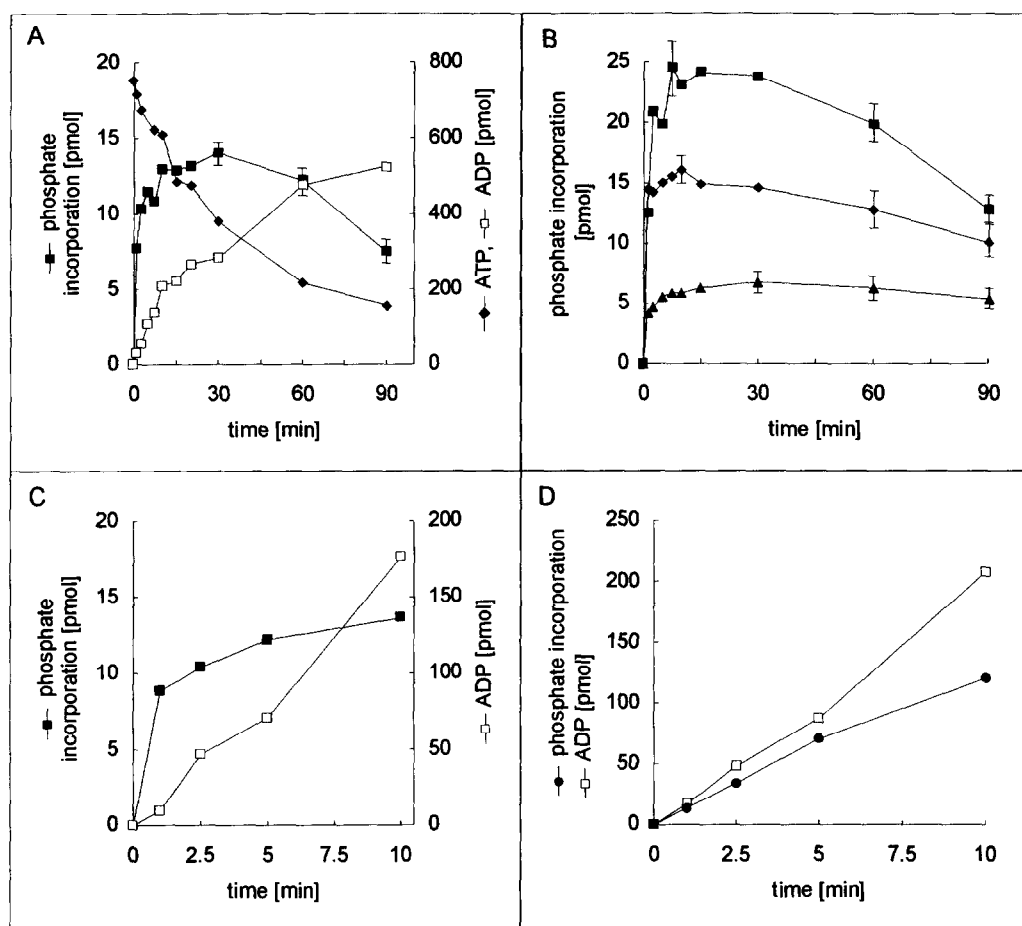 A
phosphate
incorporation [pmol]
20
15
10
5
0
800
600
400
200
0
ATP, ADP [pmol]
0 30 60 90
time [min]
B
phosphate incorporation
[pmol]
25
20
15
10
5
0
0 30 60 90
time [min]
C
phosphate
incorporation [pmol]
20
15
10
5
0
200
150
100
50
0
ADP [pmol]
0 2.5 5 7.5 10
time [min]
D
phosphate incorporation
ADP [pmol]
250
200
150
100
50
0
0 2.5 5 7.5 10
time [min]